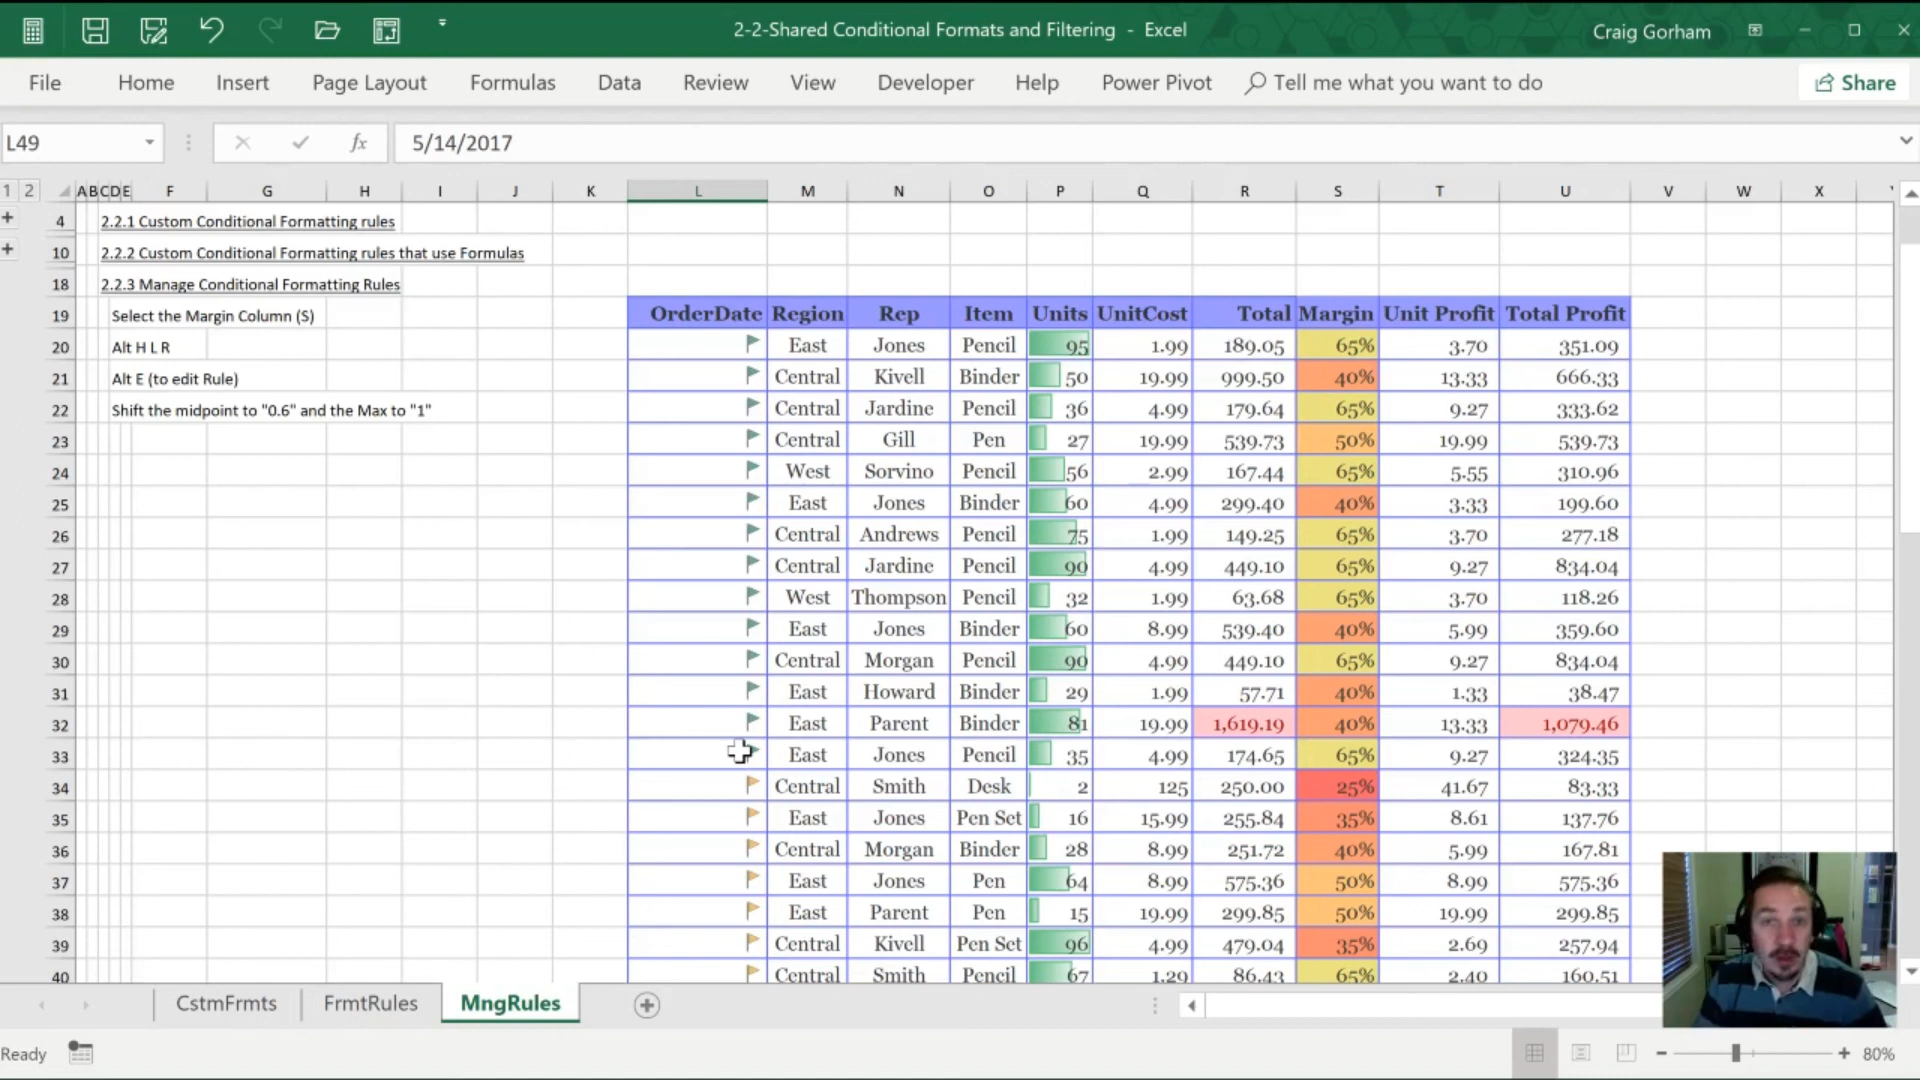 2-2-Shared Conditional Formats and Filtering - Excel
Craig Gorham
File Home Insert Page Layout Formulas Data Review View Developer Help Power Pivot Tell me what you want to do Share
L49 fx 5/14/2017
1 2 A B C D E F G H I J K L M N O P Q R S T U V W X
4 2.2.1 Custom Conditional Formatting rules
10 2.2.2 Custom Conditional Formatting rules that use Formulas
18 2.2.3 Manage Conditional Formatting Rules
19 Select the Margin Column (S) OrderDate Region Rep Item Units UnitCost Total Margin Unit Profit Total Profit
20 Alt H L R East Jones Pencil 95 1.99 189.05 65% 3.70 351.09
21 Alt E (to edit Rule) Central Kivell Binder 50 19.99 999.50 40% 13.33 666.33
22 Shift the midpoint to "0.6" and the Max to "1" Central Jardine Pencil 36 4.99 179.64 65% 9.27 333.62
23 Central Gill Pen 27 19.99 539.73 50% 19.99 539.73
24 West Sorvino Pencil 56 2.99 167.44 65% 5.55 310.96
25 East Jones Binder 60 4.99 299.40 40% 3.33 199.60
26 Central Andrews Pencil 75 1.99 149.25 65% 3.70 277.18
27 Central Jardine Pencil 90 4.99 449.10 65% 9.27 834.04
28 West Thompson Pencil 32 1.99 63.68 65% 3.70 118.26
29 East Jones Binder 60 8.99 539.40 40% 5.99 359.60
30 Central Morgan Pencil 90 4.99 449.10 65% 9.27 834.04
31 East Howard Binder 29 1.99 57.71 40% 1.33 38.47
32 East Parent Binder 81 19.99 1,619.19 40% 13.33 1,079.46
33 East Jones Pencil 35 4.99 174.65 65% 9.27 324.35
34 Central Smith Desk 2 125 250.00 25% 41.67 83.33
35 East Jones Pen Set 16 15.99 255.84 35% 8.61 137.76
36 Central Morgan Binder 28 8.99 251.72 40% 5.99 167.81
37 East Jones Pen 64 8.99 575.36 50% 8.99 575.36
38 East Parent Pen 15 19.99 299.85 50% 19.99 299.85
39 Central Kivell Pen Set 96 4.99 479.04 35% 2.69 257.94
40 Central Smith Pencil 67 1.29 86.43 65% 2.40 160.51
CstmFrmts FrmtRules MngRules
Ready 80%